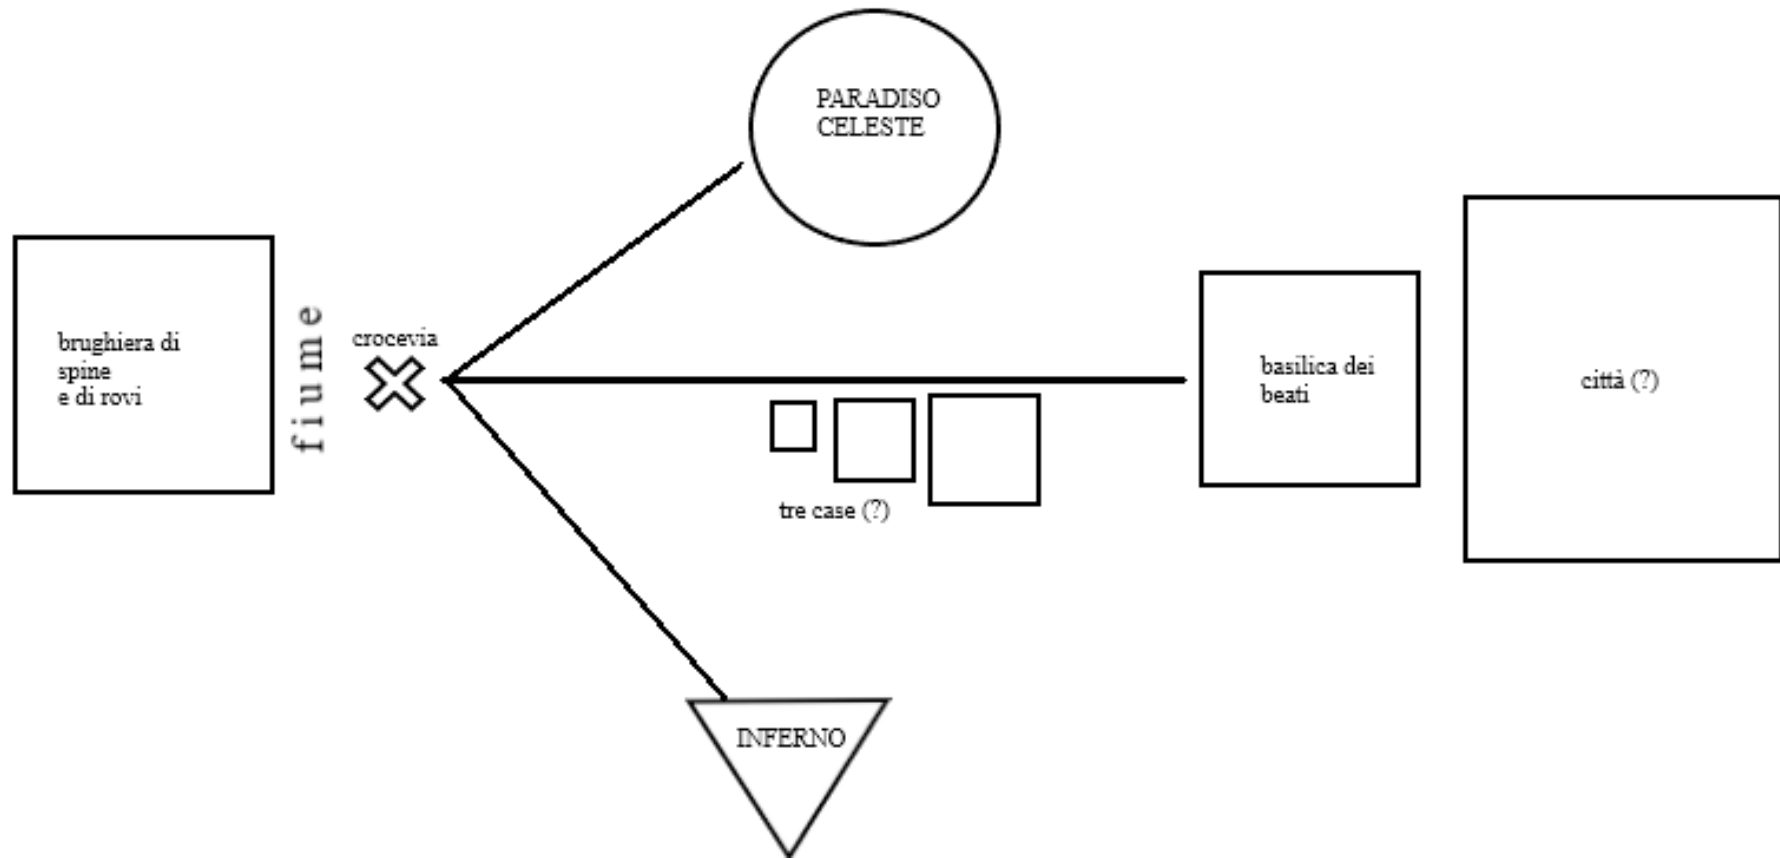 PARADISO
CELESTE
brughiera di
spine
e di rovi
fiume
crocevia
basilica dei
beati
città (?)
tre case (?)
INFERNO